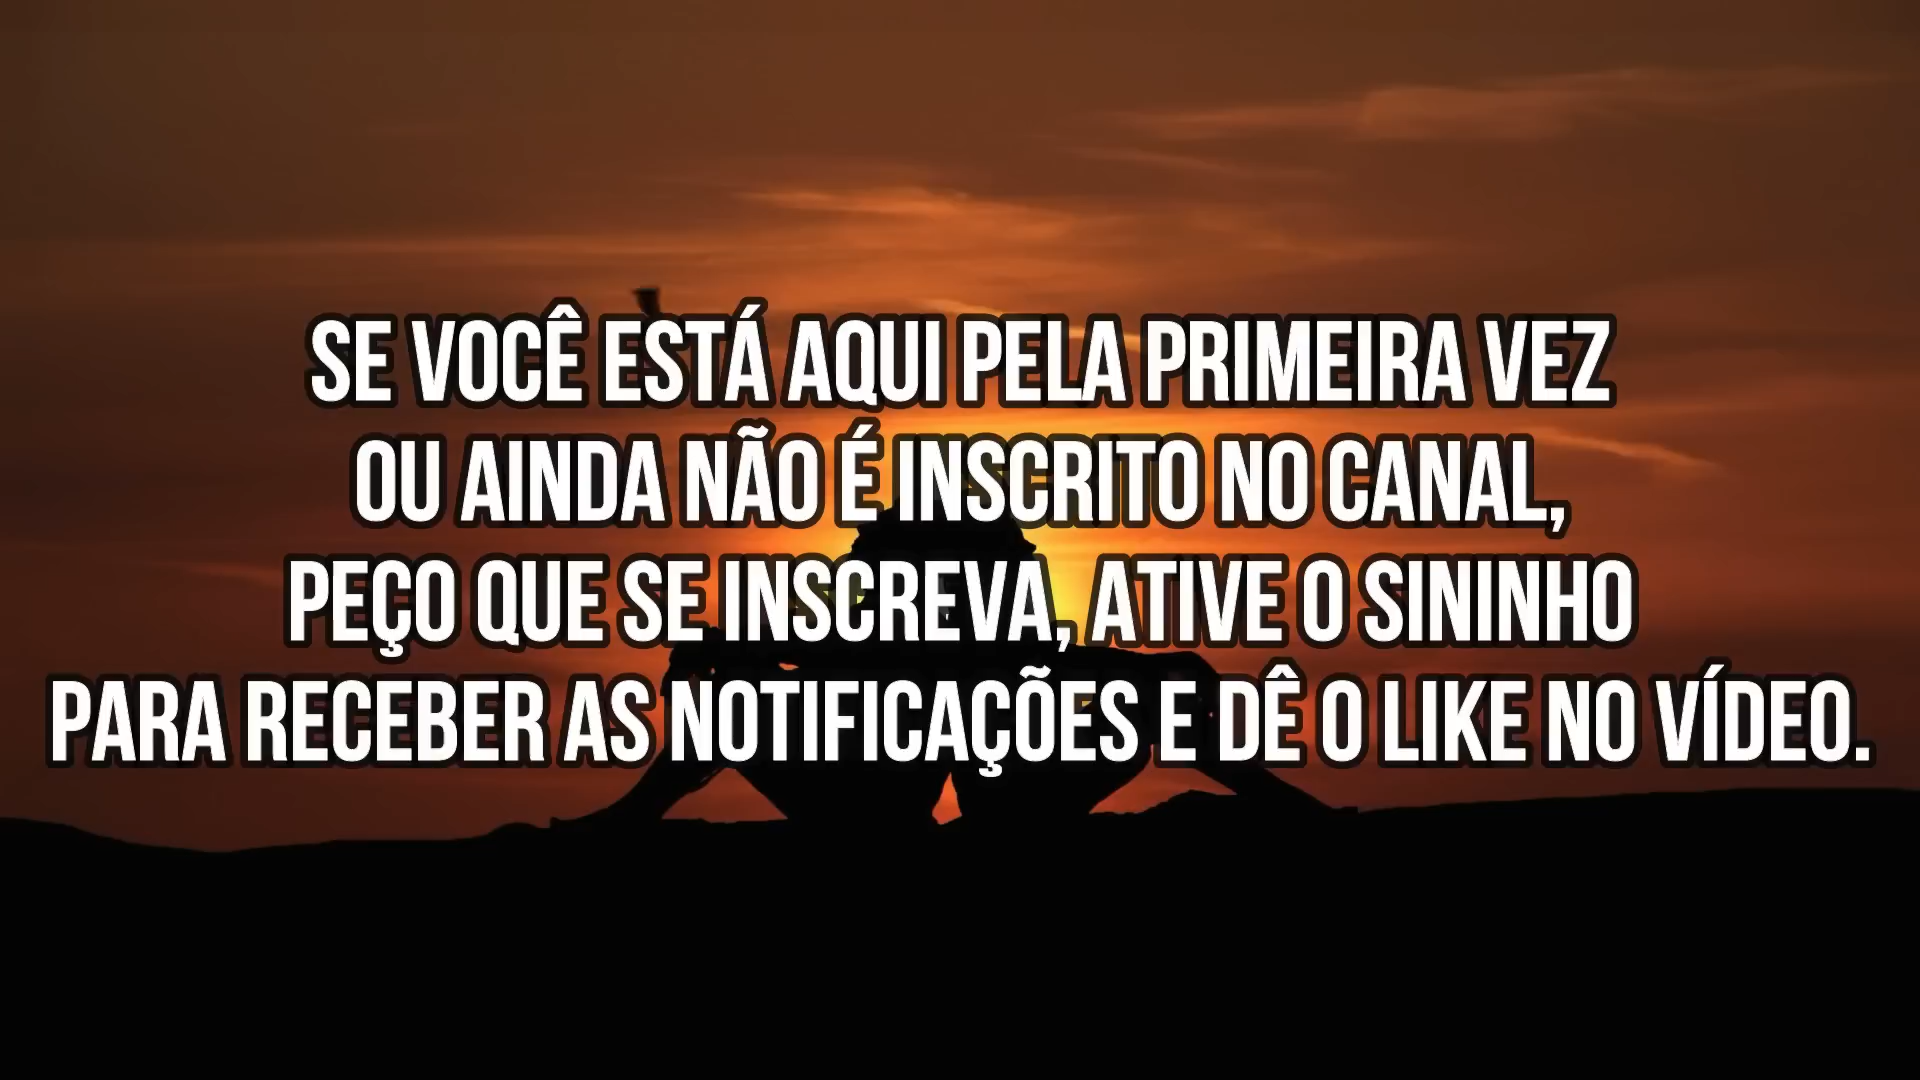 SE VOCÊ ESTÁ AQUI PELA PRIMEIRA VEZ
OU AINDA NÃO É INSCRITO NO CANAL,
PEÇO QUE SE INSCREVA, ATIVE O SININHO
PARA RECEBER AS NOTIFICAÇÕES E DÊ O LIKE NO VÍDEO.